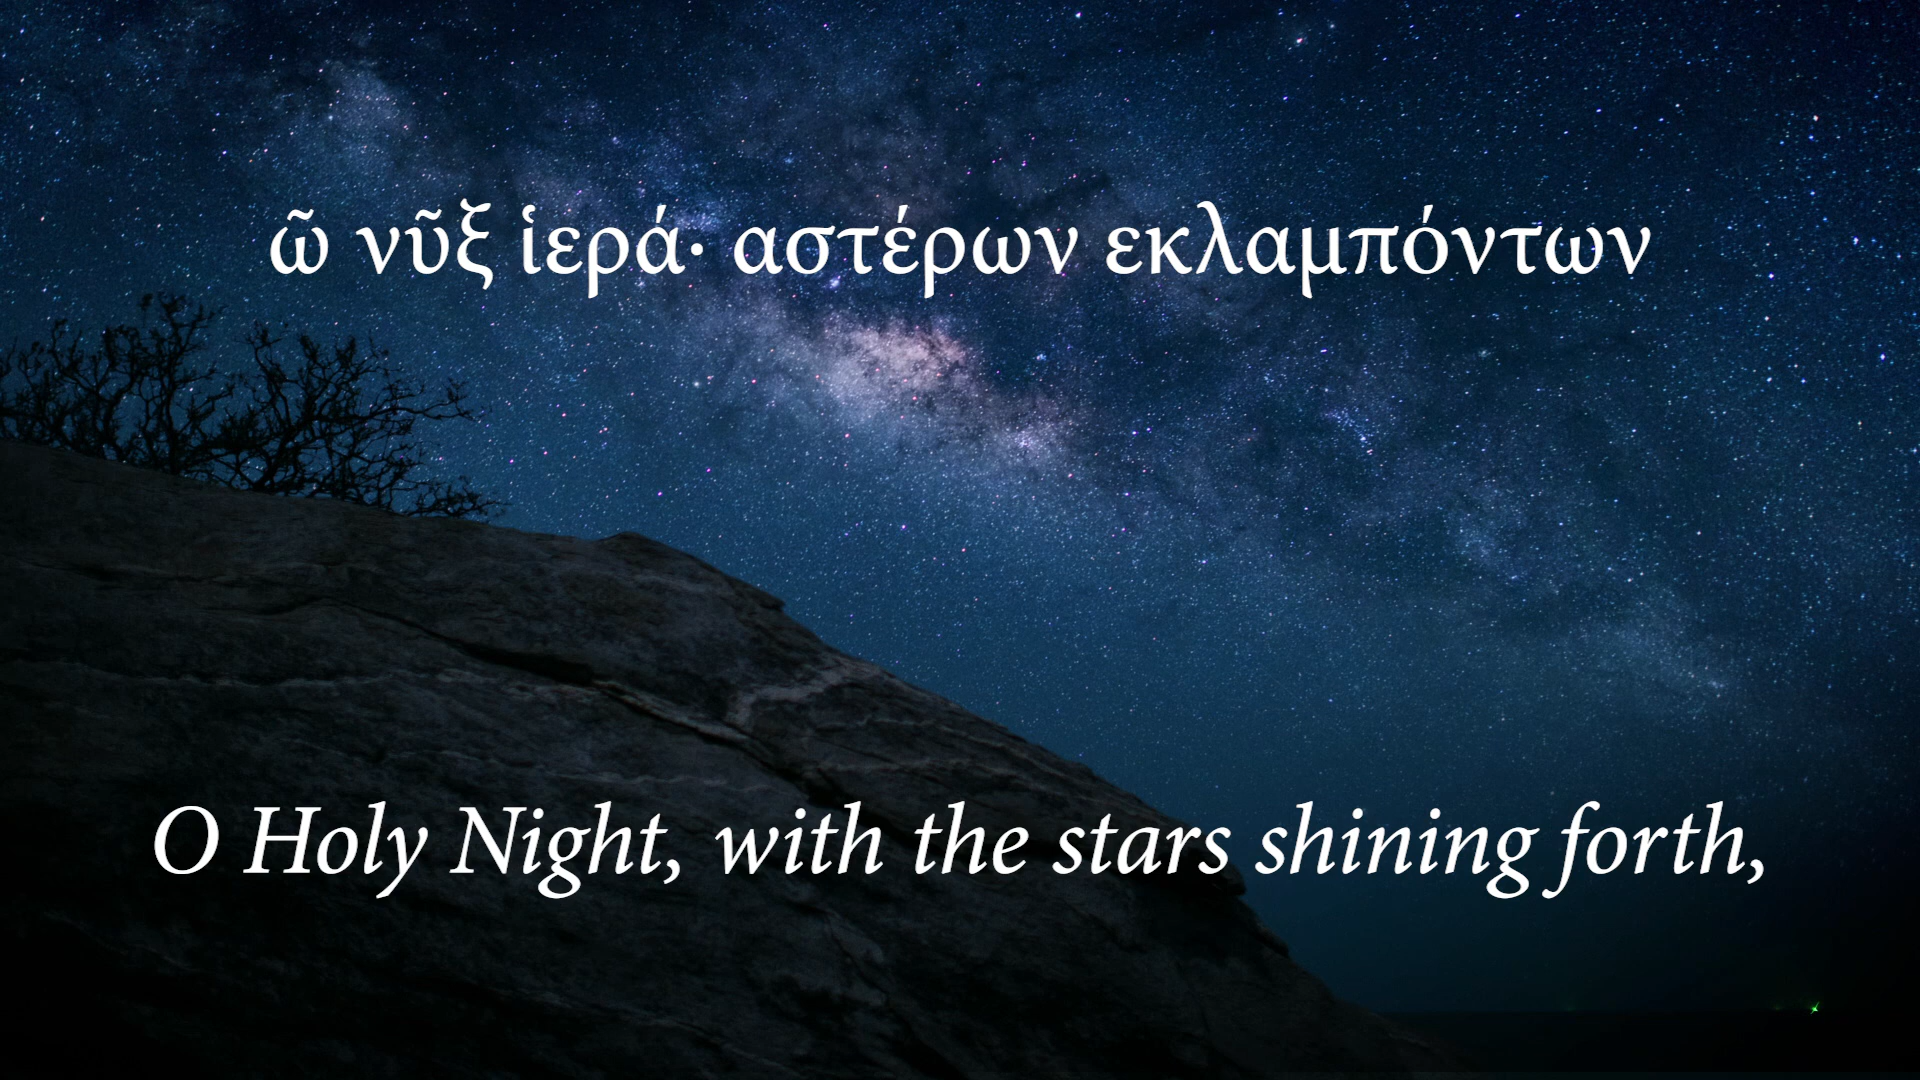 ω̃ νῦξ ἱερά· αστέρων εκλαμπόντων
O Holy Night, with the stars shining forth,